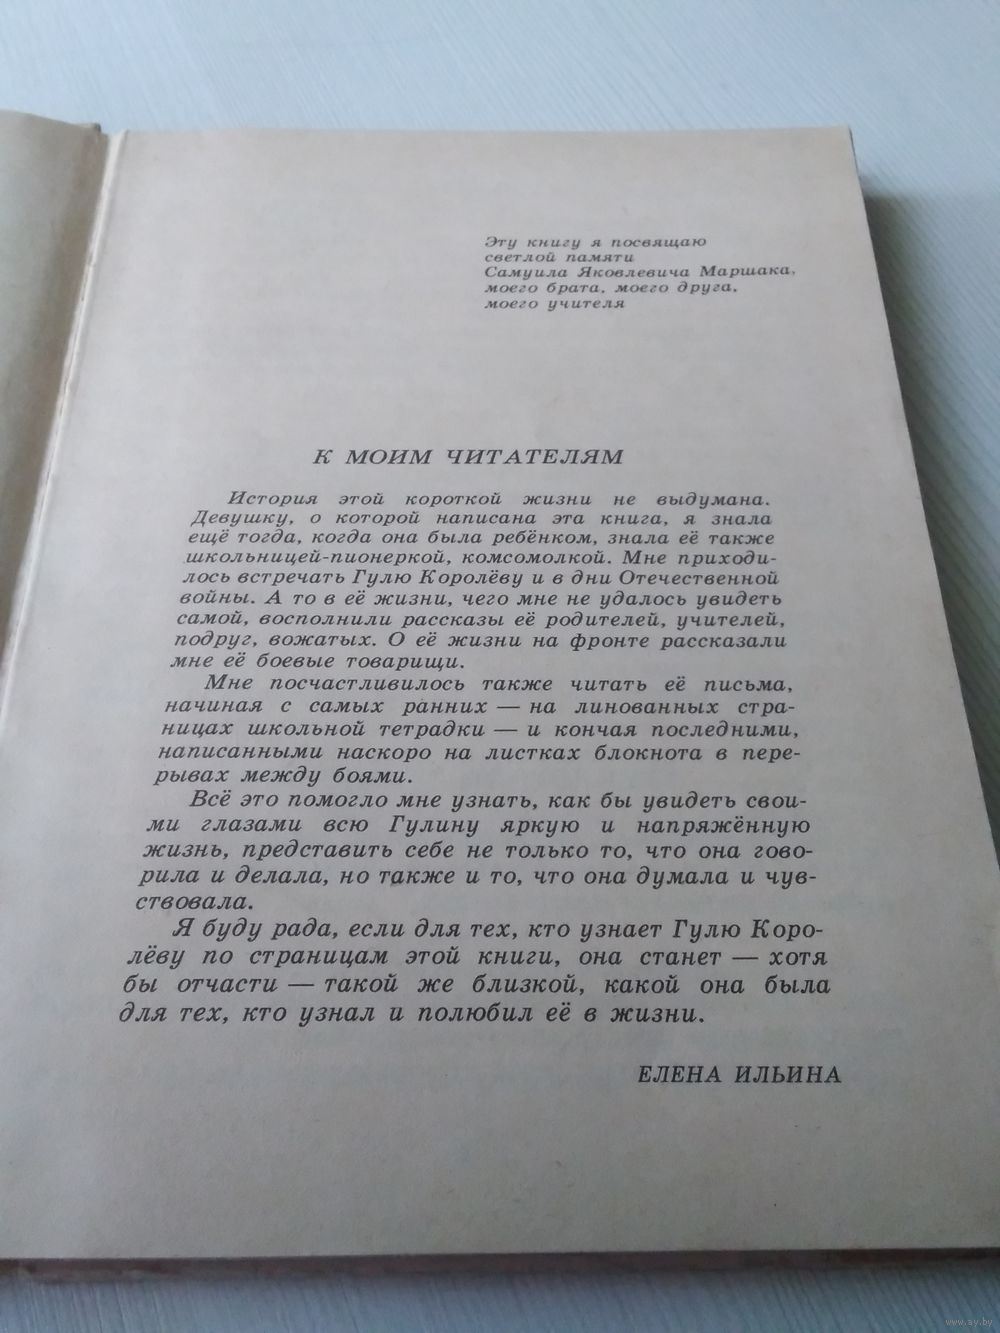 Эту книгу я посвящаю
светлой памяти
Самуила Яковлевича Маршака,
моего брата, моего друга,
моего учителя
К МОИМ ЧИТАТЕЛЯМ
История этой короткой жизни не выдумана.
Девушку, о которой написана эта книга, я знала
ещё тогда, когда она была ребёнком, знала её также
школьницей-пионеркой, комсомолкой. Мне приходи-
лось встречать Гулю Королёву и в дни Отечественной
войны. А то в её жизни, чего мне не удалось увидеть
самой, восполнили рассказы её родителей, учителей,
подруг, вожатых. О её жизни на фронте рассказали
мне её боевые товарищи.
Мне посчастливилось также читать её письма,
начиная с самых ранних — на линованных стра-
ницах школьной тетрадки — и кончая последними,
написанными наскоро на листках блокнота в пере-
рывах между боями.
Всё это помогло мне узнать, как бы увидеть свои-
ми глазами всю Гулину яркую и напряжённую
жизнь, представить себе не только то, что она гово-
рила и делала, но также и то, что она думала и чув-
ствовала.
Я буду рада, если для тех, кто узнает Гулю Коро-
лёву по страницам этой книги, она станет — хотя
бы отчасти — такой же близкой, какой она была
для тех, кто узнал и полюбил её в жизни.
ЕЛЕНА ИЛЬИНА
www.ay.by